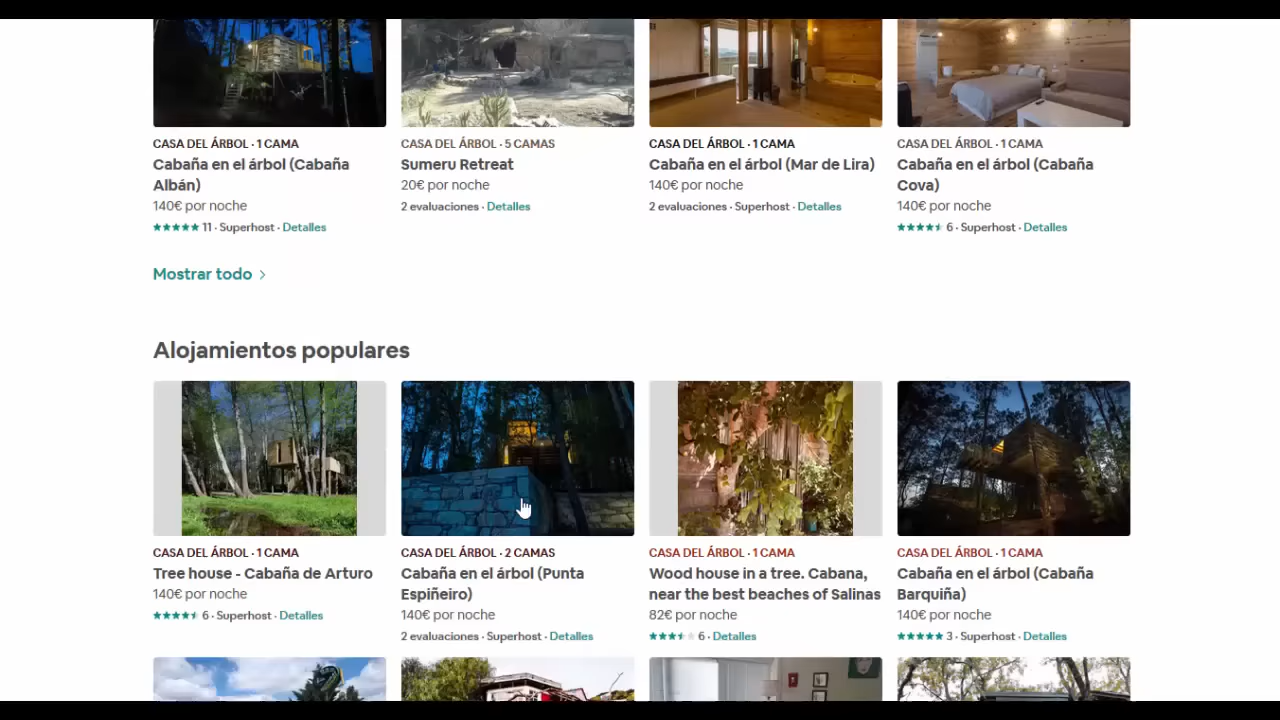 CASA DEL ÁRBOL · 1 CAMA
Cabaña en el árbol (Cabaña
Albán)
140€ por noche
11 · Superhost · Detalles
CASA DEL ÁRBOL · 5 CAMAS
Sumeru Retreat
20€ por noche
2 evaluaciones · Detalles
CASA DEL ÁRBOL · 1 CAMA
Cabaña en el árbol (Mar de Lira)
140€ por noche
2 evaluaciones · Superhost · Detalles
CASA DEL ÁRBOL · 1 CAMA
Cabaña en el árbol (Cabaña
Cova)
140€ por noche
6 · Superhost · Detalles
Mostrar todo >
Alojamientos populares
CASA DEL ÁRBOL · 1 CAMA
Tree house - Cabaña de Arturo
140€ por noche
6 · Superhost · Detalles
CASA DEL ÁRBOL · 2 CAMAS
Cabaña en el árbol (Punta
Espiñeiro)
140€ por noche
2 evaluaciones · Superhost · Detalles
CASA DEL ÁRBOL · 1 CAMA
Wood house in a tree. Cabana,
near the best beaches of Salinas
82€ por noche
6 · Detalles
CASA DEL ÁRBOL · 1 CAMA
Cabaña en el árbol (Cabaña
Barquiña)
140€ por noche
3 · Superhost · Detalles